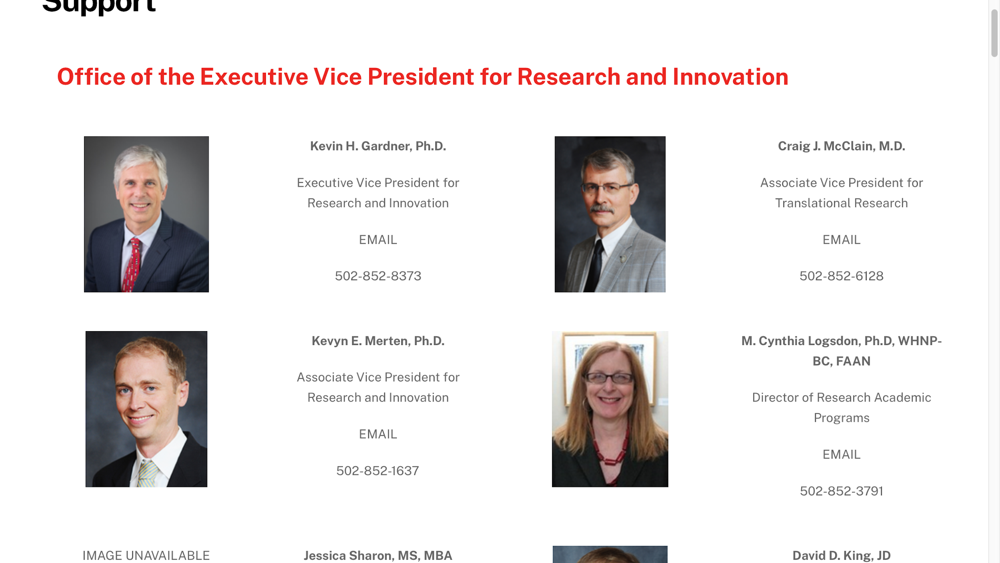 Support
Office of the Executive Vice President for Research and Innovation
Kevin H. Gardner, Ph.D.
Executive Vice President for
Research and Innovation
EMAIL
502-852-8373
Craig J. McClain, M.D.
Associate Vice President for
Translational Research
EMAIL
502-852-6128
Kevyn E. Merten, Ph.D.
Associate Vice President for
Research and Innovation
EMAIL
502-852-1637
M. Cynthia Logsdon, Ph.D, WHNP-
BC, FAAN
Director of Research Academic
Programs
EMAIL
502-852-3791
IMAGE UNAVAILABLE
Jessica Sharon, MS, MBA
David D. King, JD